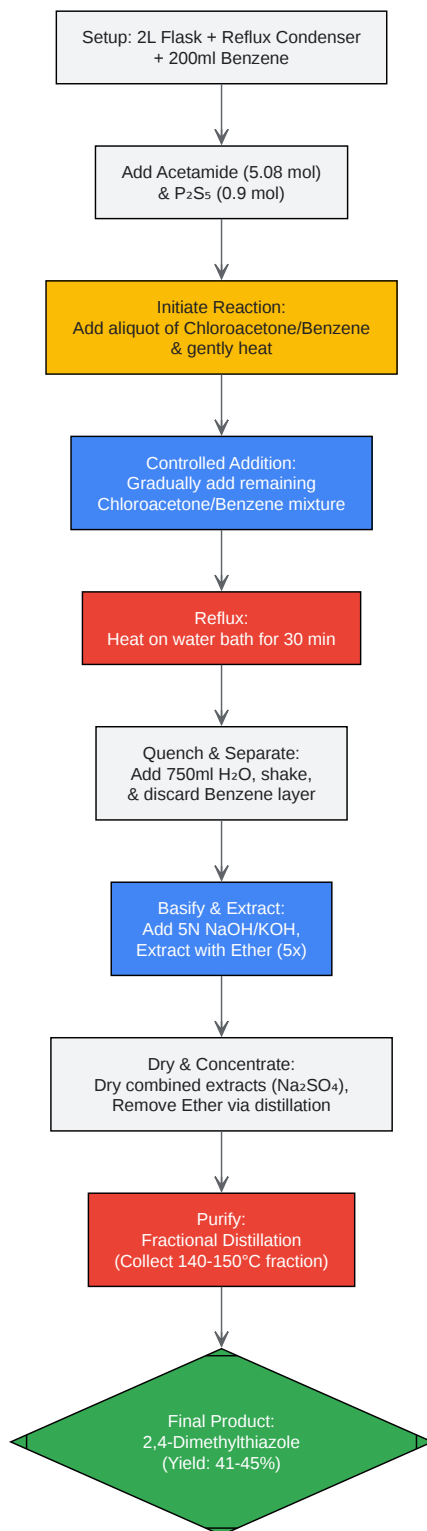 Setup: 2L Flask + Reflux Condenser
+ 200ml Benzene
Add Acetamide (5.08 mol)
& P₂S₅ (0.9 mol)
Initiate Reaction:
Add aliquot of Chloroacetone/Benzene
& gently heat
Controlled Addition:
Gradually add remaining
Chloroacetone/Benzene mixture
Reflux:
Heat on water bath for 30 min
Quench & Separate:
Add 750ml H₂O, shake,
& discard Benzene layer
Basify & Extract:
Add 5N NaOH/KOH,
Extract with Ether (5x)
Dry & Concentrate:
Dry combined extracts (Na₂SO₄),
Remove Ether via distillation
Purify:
Fractional Distillation
(Collect 140-150°C fraction)
Final Product:
2,4-Dimethylthiazole
(Yield: 41-45%)